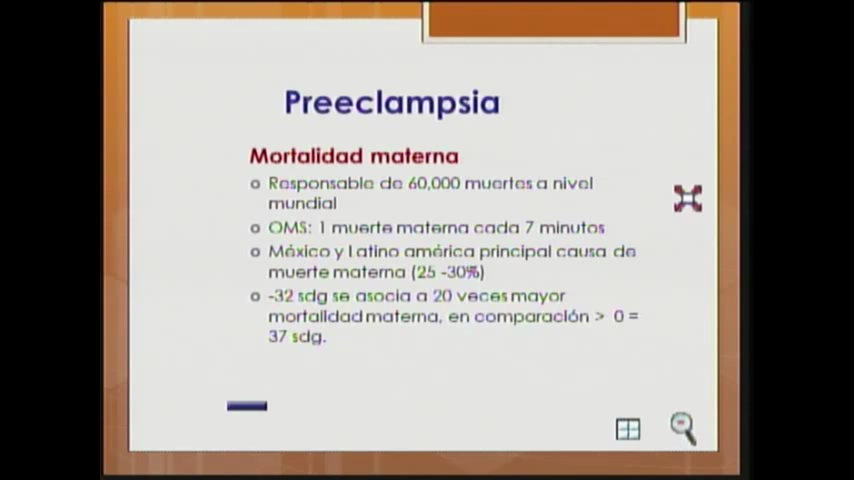 Preeclampsia
Mortalidad materna
Responsable de 60,000 muertes a nivel
mundial
OMS: 1 muerte materna cada 7 minutos
México y Latino américa principal causa de
muerte materna (25 -30%)
-32 sdg se asocia a 20 veces mayor
mortalidad materna, en comparación > 0 =
37 sdg.